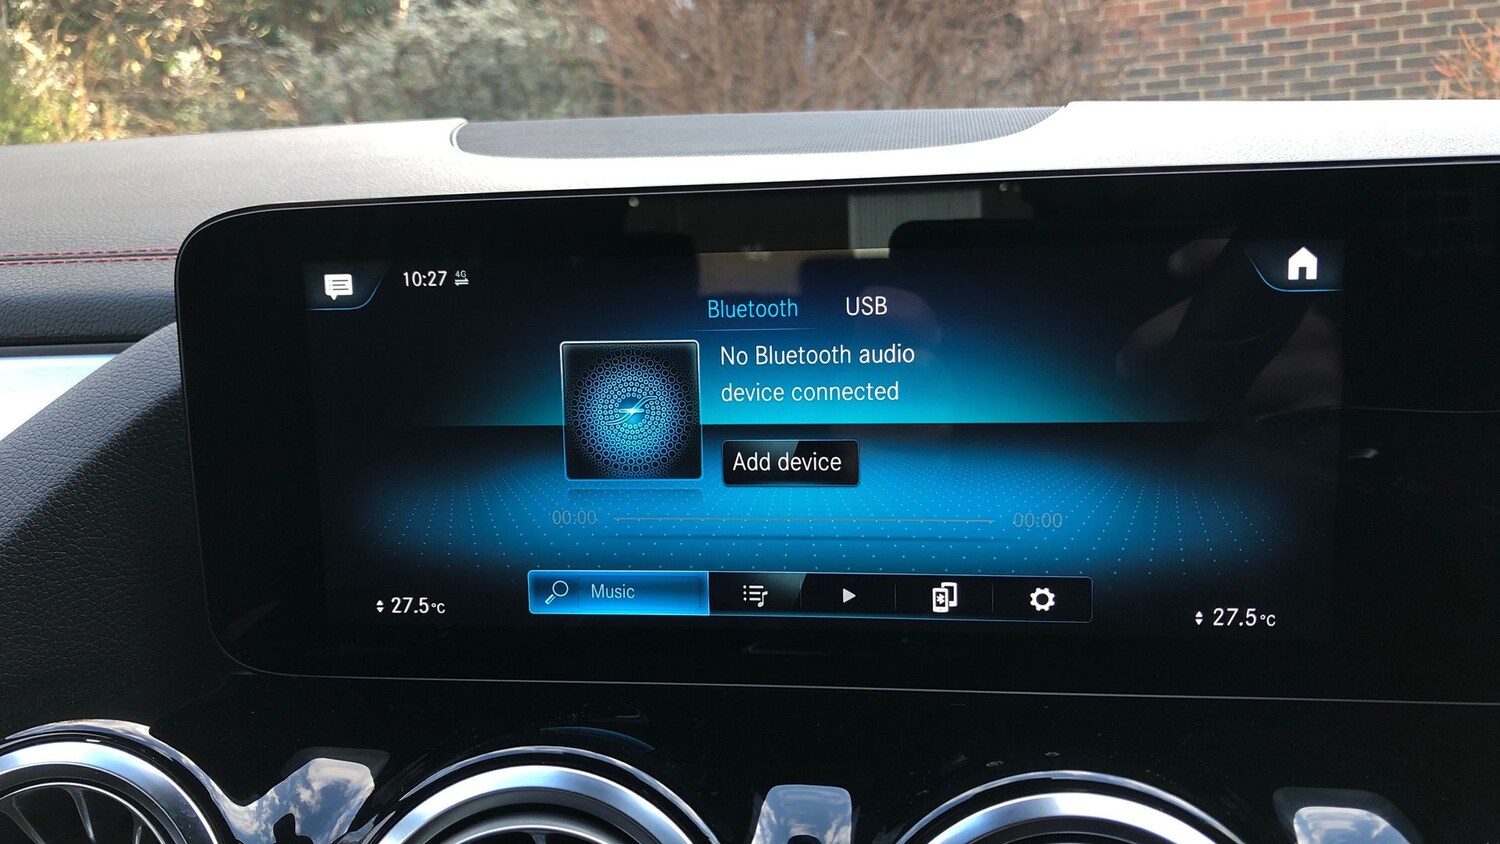 10:27 4G
Bluetooth USB
No Bluetooth audio
device connected
Add device
00:00 00:00
Music
27.5°C 27.5°C